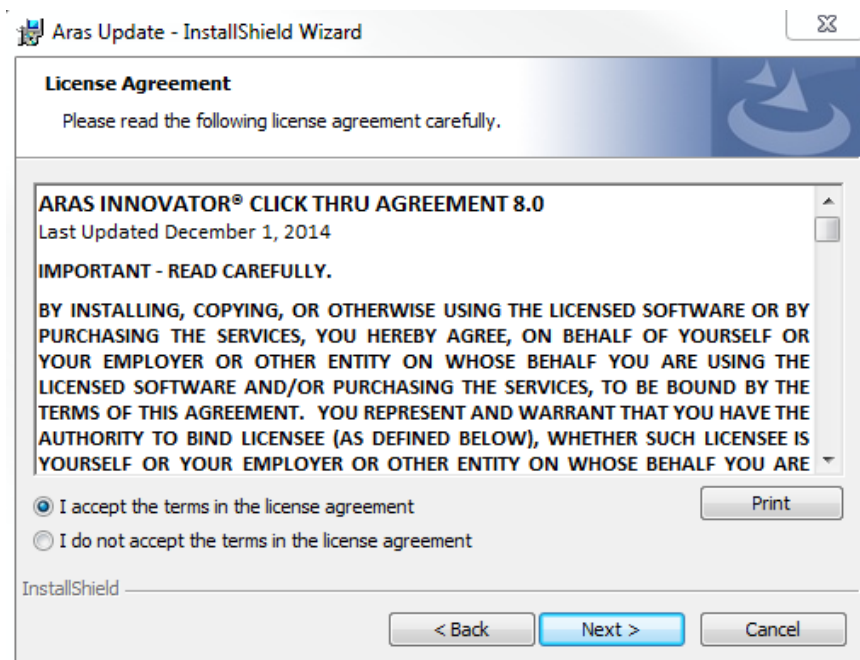 Aras Update - InstallShield Wizard
License Agreement
Please read the following license agreement carefully.
ARAS INNOVATOR® CLICK THRU AGREEMENT 8.0
Last Updated December 1, 2014
IMPORTANT - READ CAREFULLY.
BY INSTALLING, COPYING, OR OTHERWISE USING THE LICENSED SOFTWARE OR BY
PURCHASING THE SERVICES, YOU HEREBY AGREE, ON BEHALF OF YOURSELF OR
YOUR EMPLOYER OR OTHER ENTITY ON WHOSE BEHALF YOU ARE USING THE
LICENSED SOFTWARE AND/OR PURCHASING THE SERVICES, TO BE BOUND BY THE
TERMS OF THIS AGREEMENT. YOU REPRESENT AND WARRANT THAT YOU HAVE THE
AUTHORITY TO BIND LICENSEE (AS DEFINED BELOW), WHETHER SUCH LICENSEE IS
YOURSELF OR YOUR EMPLOYER OR OTHER ENTITY ON WHOSE BEHALF YOU ARE
I accept the terms in the license agreement
Print
I do not accept the terms in the license agreement
InstallShield
< Back
Next >
Cancel